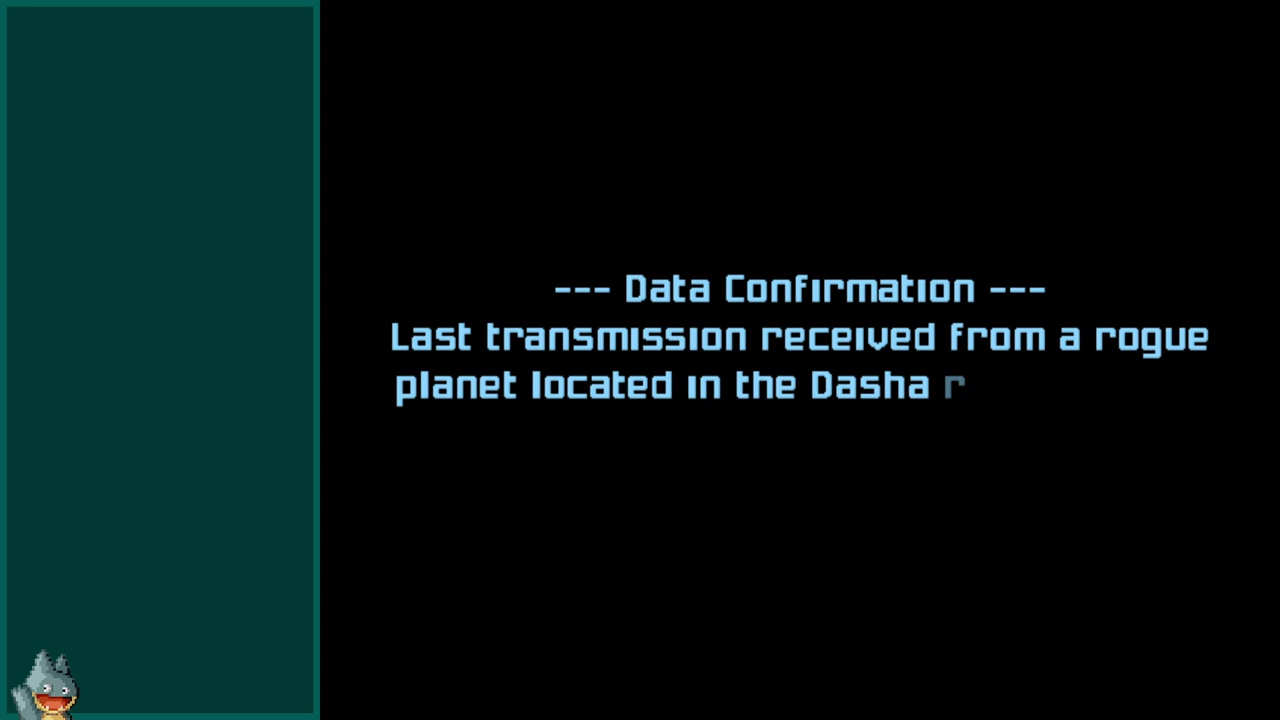 --- Data Confirmation ---
Last transmission received from a rogue
planet located in the Dasha r